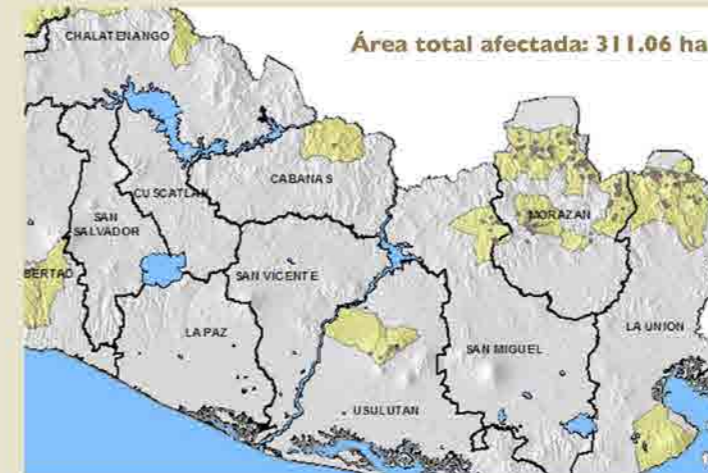 CHALATENANGO
Área total afectada: 311.06 ha
CABANAS
CUSCATLAN
MORAZAN
SAN
SALVADOR
BERTAD
SAN VICENTE
LA PAZ
LA UNION
SAN MIGUEL
USULUTAN